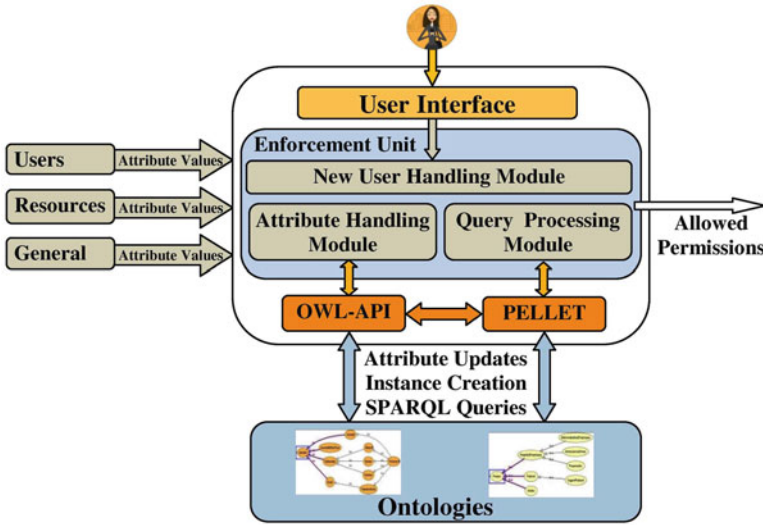 User Interface
Enforcement Unit
New User Handling Module
Attribute Handling
Module
Query Processing
Module
Users
Attribute Values
Resources
Attribute Values
General
Attribute Values
Allowed
Permissions
OWL-API
PELLET
Attribute Updates
Instance Creation
SPARQL Queries
Ontologies